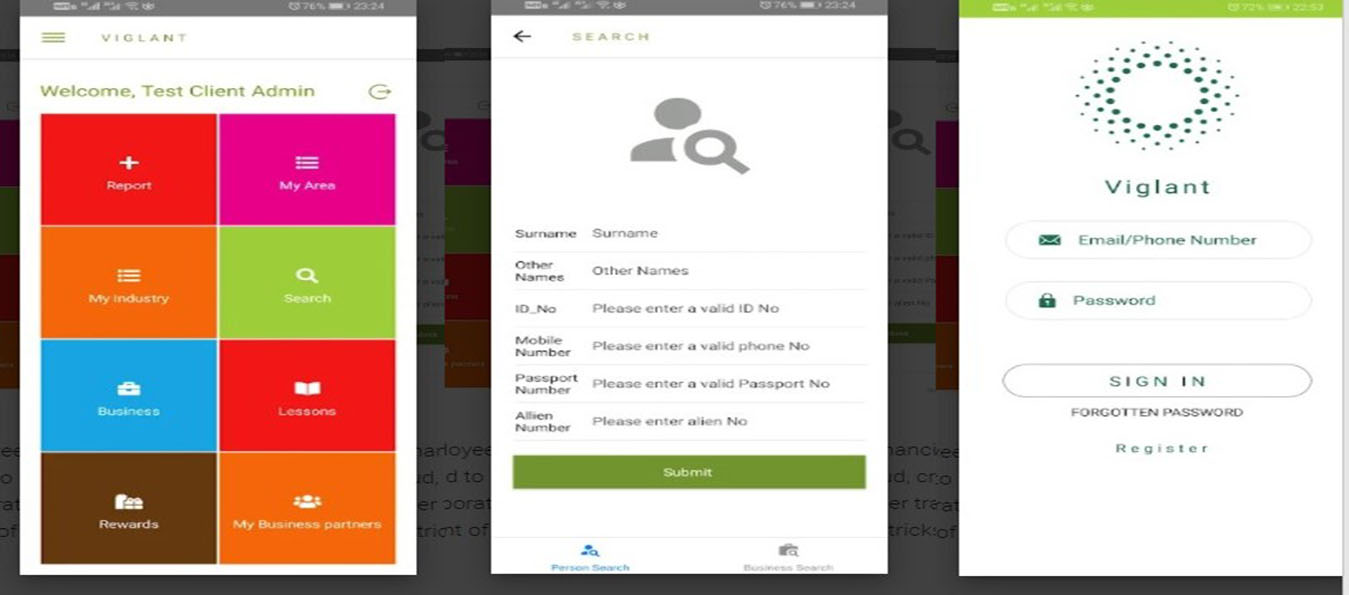 76% 23:24
VIGLANT
Welcome, Test Client Admin
Report
My Area
My Industry
Search
Business
Lessons
Rewards
My Business partners
76% 23:24
SEARCH
Surname Surname
Other Names Other Names
ID_No Please enter a valid ID No
Mobile Number Please enter a valid phone No
Passport Number Please enter a valid Passport No
Allien Number Please enter alien No
Submit
Person Search
Business Search
72% 22:53
Viglant
Email/Phone Number
Password
SIGN IN
FORGOTTEN PASSWORD
Register